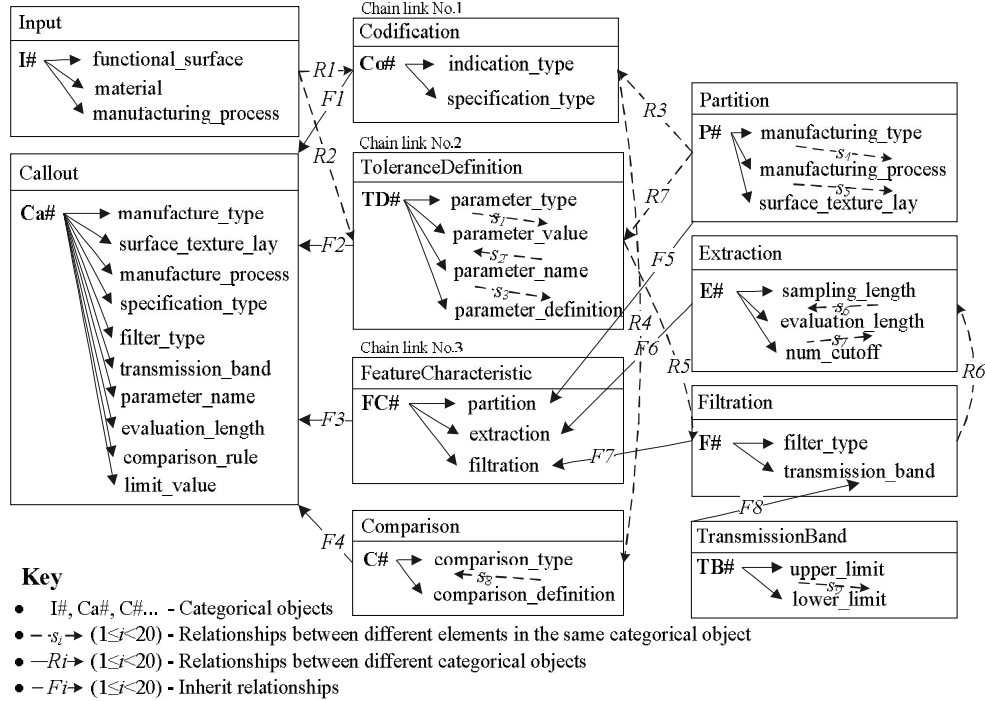 Input
I#
functional_surface
material
manufacturing_process
Callout
Ca#
manufacture_type
surface_texture_lay
manufacture_process
specification_type
filter_type
transmission_band
parameter_name
evaluation_length
comparison_rule
limit_value
R1
F1
R2
F2
F3
F4
Chain link No.1
Codification
Co#
indication_type
specification_type
Chain link No.2
ToleranceDefinition
TD#
parameter_type
s1
parameter_value
s2
parameter_name
s3
parameter_definition
Chain link No.3
FeatureCharacteristic
FC#
partition
extraction
filtration
Comparison
C#
comparison_type
s8
comparison_definition
R3
R7
F5
R4
F6
R5
F7
R6
F8
Partition
P#
manufacturing_type
s4
manufacturing_process
s5
surface_texture_lay
Extraction
E#
sampling_length
s6
evaluation_length
s7
num_cutoff
Filtration
F#
filter_type
transmission_band
TransmissionBand
TB#
upper_limit
s9
lower_limit
Key
● I#, Ca#, C#... - Categorical objects
● si (1≤i<20) - Relationships between different elements in the same categorical object
● Ri (1≤i<20) - Relationships between different categorical objects
● Fi (1≤i<20) - Inherit relationships